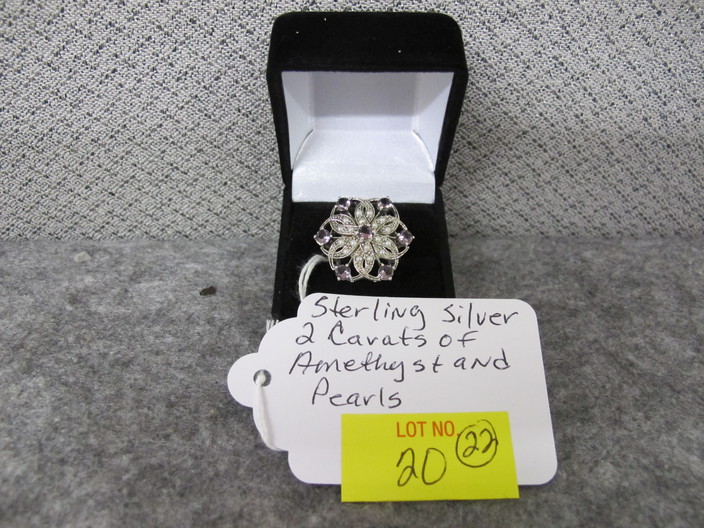 Sterling Silver
2 Carats of
Amethyst and
Pearls
LOT NO.
20 22